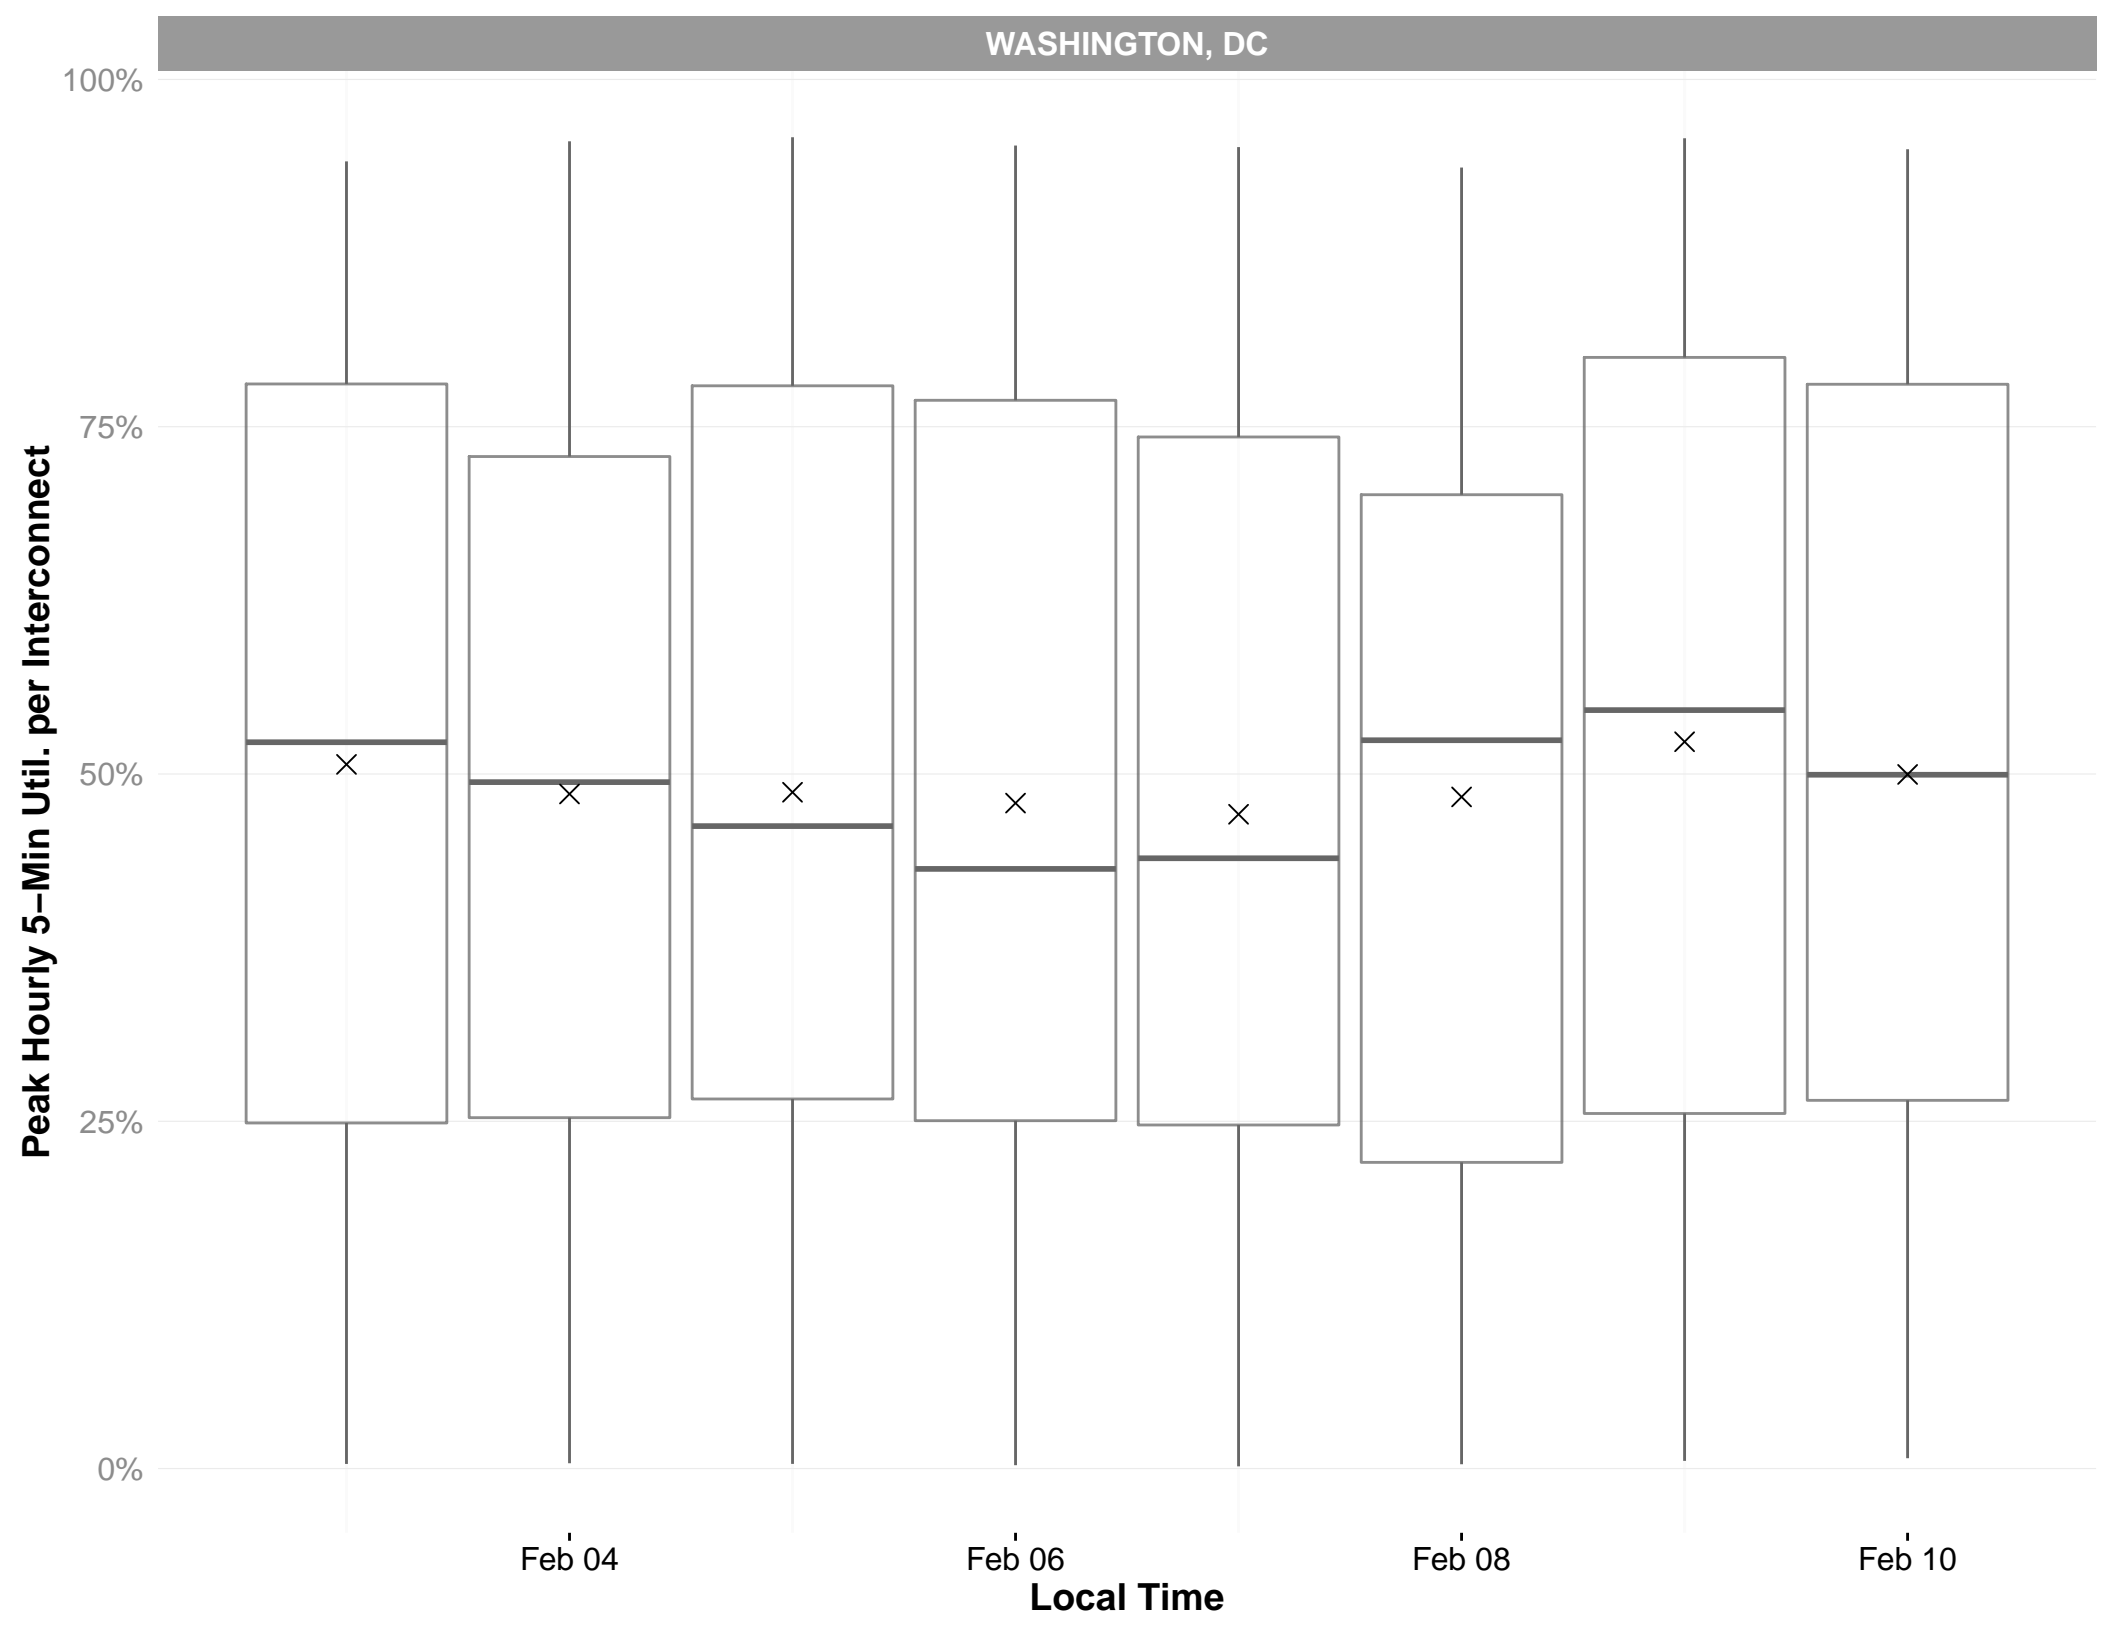 WASHINGTON, DC
100%
75%
50%
25%
0%
Peak Hourly 5−Min Util. per Interconnect
Feb 04
Feb 06
Feb 08
Feb 10
Local Time